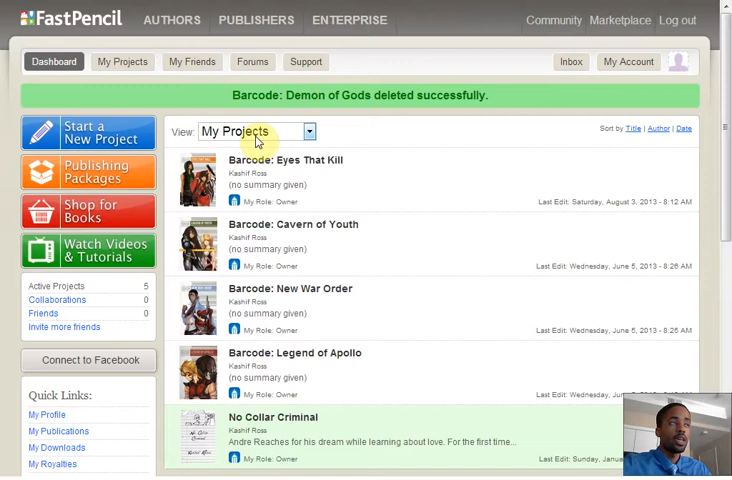 FastPencil AUTHORS PUBLISHERS ENTERPRISE Community Marketplace Log out
Dashboard My Projects My Friends Forums Support Inbox My Account
Barcode: Demon of Gods deleted successfully.
Start a
New Project
Publishing
Packages
Shop for
Books
Watch Videos
& Tutorials
Active Projects 5
Collaborations 0
Friends 0
Invite more friends
Connect to Facebook
Quick Links:
My Profile
My Publications
My Downloads
My Royalties
View: My Projects Sort by Title | Author | Date
Barcode: Eyes That Kill
Kashif Ross
(no summary given)
My Role: Owner Last Edit: Saturday, August 3, 2013 - 8:12 AM
Barcode: Cavern of Youth
Kashif Ross
(no summary given)
My Role: Owner Last Edit: Wednesday, June 5, 2013 - 8:26 AM
Barcode: New War Order
Kashif Ross
(no summary given)
My Role: Owner Last Edit: Wednesday, June 5, 2013 - 8:26 AM
Barcode: Legend of Apollo
Kashif Ross
(no summary given)
My Role: Owner Last Edit: Wednesday,
No Collar Criminal
Kashif Ross
Andre Reaches for his dream while learning about love. For the first time...
My Role: Owner Last Edit: Sunday,